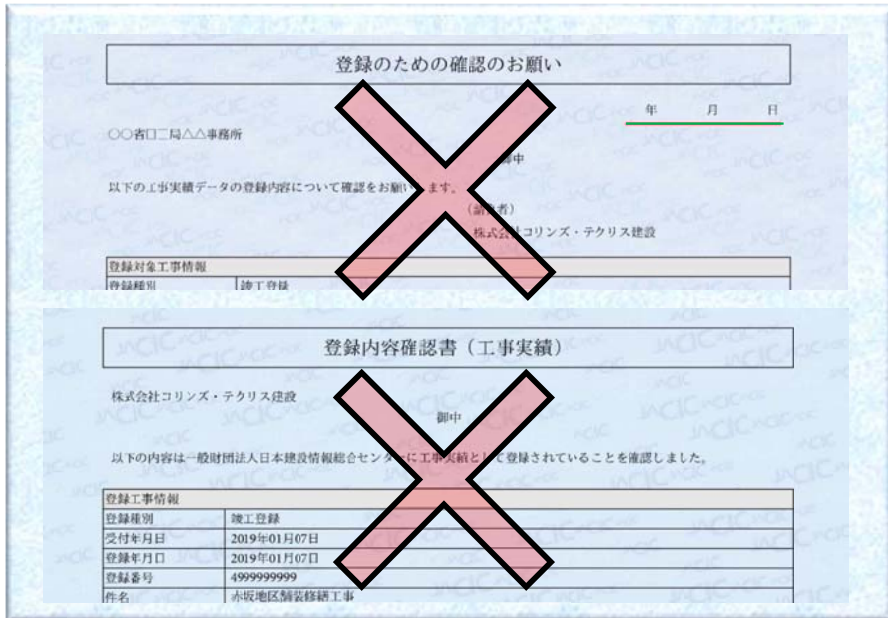 登録のための確認のお願い
年 月 日
〇〇省口二局△△事務所
御中
以下の工事実績データの登録内容について確認をお願いします。
(請負者)
株式会社コリンズ・テクリス建設
登録対象工事情報
登録種別 竣工登録
登録内容確認書（工事実績）
株式会社コリンズ・テクリス建設
御中
以下の内容は一般財団法人日本建設情報総合センターに工事実績として登録されていることを確認しました。
登録工事情報
登録種別 竣工登録
受付年月日 2019年01月07日
登録年月日 2019年01月07日
登録番号 4999999999
件名 赤坂地区舗装修繕工事
JACIC